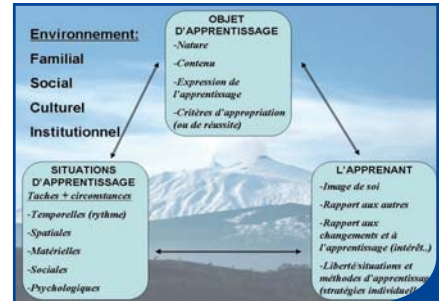 Environnement:
Familial
Social
Culturel
Institutionnel
OBJET
D'APPRENTISSAGE
-Nature
-Contenu
-Expression de
l'apprentissage
-Critères d'appropriation
(ou de réussite)
SITUATIONS
D'APPRENTISSAGE
Taches + circonstances
-Temporelles (rythme)
-Spatiales
-Matérielles
-Sociales
-Psychologiques
L'APPRENANT
-Image de soi
-Rapport aux autres
-Rapport aux
changements et à
l'apprentissage (intérêt..)
-Liberté/situations et
méthodes d'apprentissage
(stratégies individuelle